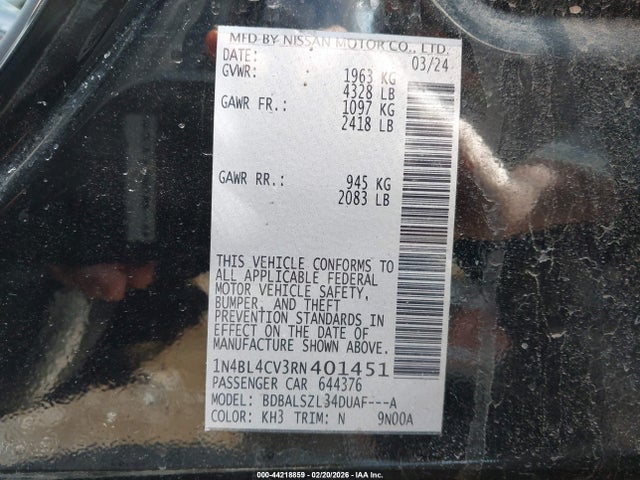 MFD BY NISSAN MOTOR CO., LTD.
DATE: 03/24
GVWR: 1963 KG
4328 LB
GAWR FR.: 1097 KG
2418 LB
GAWR RR.: 945 KG
2083 LB
THIS VEHICLE CONFORMS TO
ALL APPLICABLE FEDERAL
MOTOR VEHICLE SAFETY,
BUMPER, AND THEFT
PREVENTION STANDARDS IN
EFFECT ON THE DATE OF
MANUFACTURE SHOWN ABOVE.
1N4BL4CV3RN401451
PASSENGER CAR 644376
MODEL: BDBALSZL34DUAF---A
COLOR: KH3 TRIM: N 9N00A
000-44218859 - 02/20/2026 - IAA Inc.